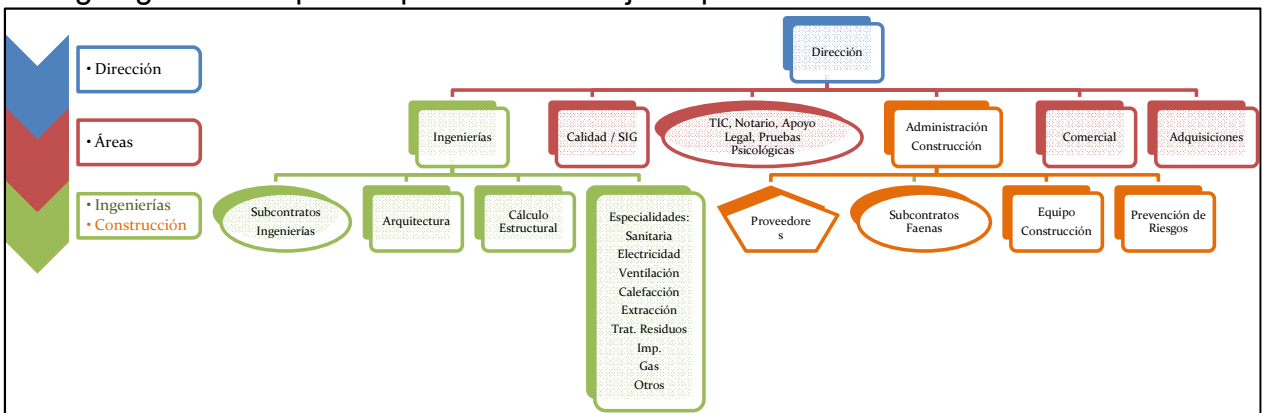 • Dirección
• Áreas
• Ingenierías
• Construcción
Dirección
Ingenierías
Calidad / SIG
TIC, Notario, Apoyo
Legal, Pruebas
Psicológicas
Administración
Construcción
Comercial
Adquisiciones
Subcontratos
Ingenierías
Arquitectura
Cálculo
Estructural
Especialidades:
Sanitaria
Electricidad
Ventilación
Calefacción
Extracción
Trat. Residuos
Imp.
Gas
Otros
Proveedore
s
Subcontratos
Faenas
Equipo
Construcción
Prevención de
Riesgos